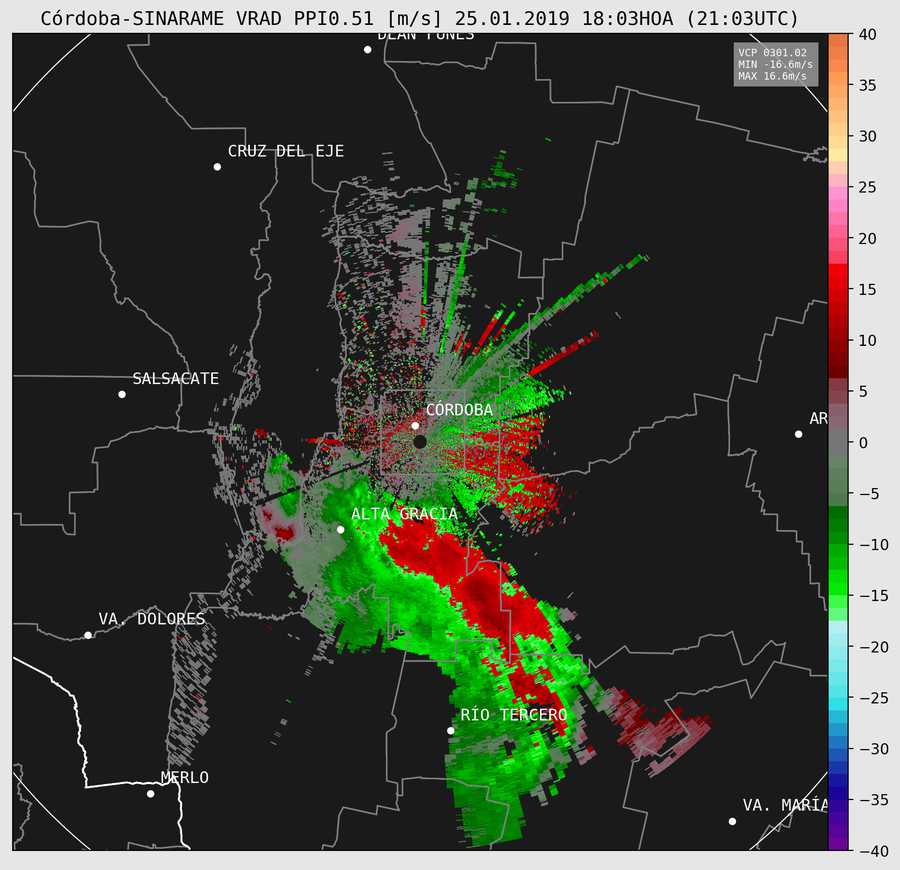 Córdoba-SINARAME VRAD PPI0.51 [m/s] 25.01.2019 18:03HOA (21:03UTC)
DEAN FUNES
VCP 0301.02
MIN -16.6m/s
MAX 16.6m/s
CRUZ DEL EJE
SALSACATE
CÓRDOBA
AR
ALTA GRACIA
VA. DOLORES
RÍO TERCERO
MERLO
VA. MARÍA
40
35
30
25
20
15
10
5
0
−5
−10
−15
−20
−25
−30
−35
−40